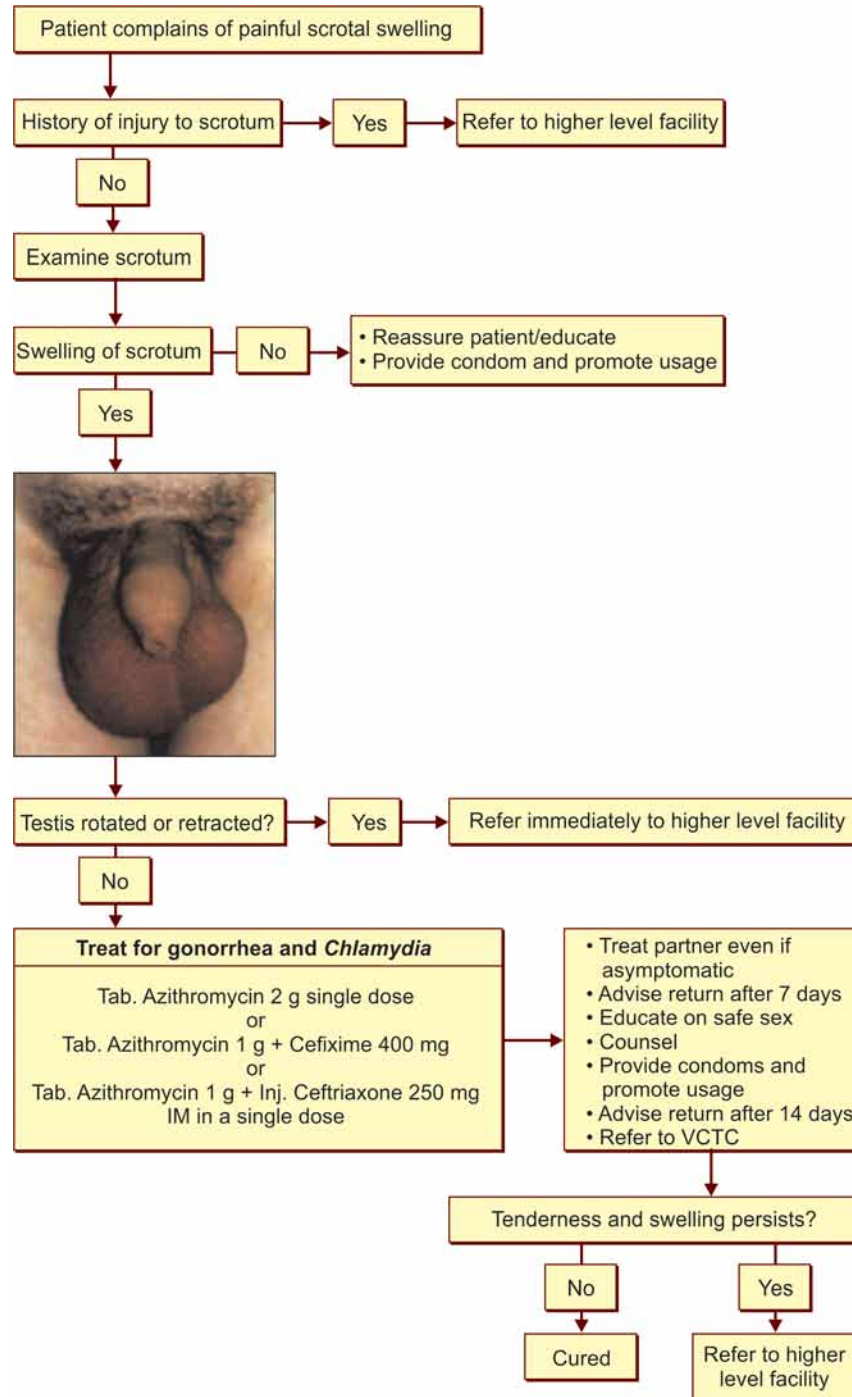 Patient complains of painful scrotal swelling
History of injury to scrotum
Yes
Refer to higher level facility
No
Examine scrotum
Swelling of scrotum
No
• Reassure patient/educate
• Provide condom and promote usage
Yes
Testis rotated or retracted?
Yes
Refer immediately to higher level facility
No
Treat for gonorrhea and Chlamydia
Tab. Azithromycin 2 g single dose
or
Tab. Azithromycin 1 g + Cefixime 400 mg
or
Tab. Azithromycin 1 g + Inj. Ceftriaxone 250 mg
IM in a single dose
• Treat partner even if
asymptomatic
• Advise return after 7 days
• Educate on safe sex
• Counsel
• Provide condoms and
promote usage
• Advise return after 14 days
• Refer to VCTC
Tenderness and swelling persists?
No
Yes
Cured
Refer to higher
level facility